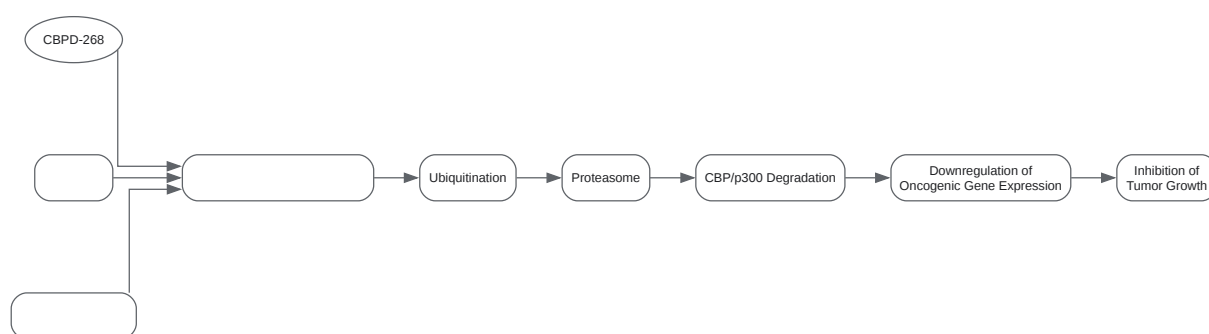 CBPD-268
Ubiquitination
Proteasome
CBP/p300 Degradation
Downregulation of
Oncogenic Gene Expression
Inhibition of
Tumor Growth